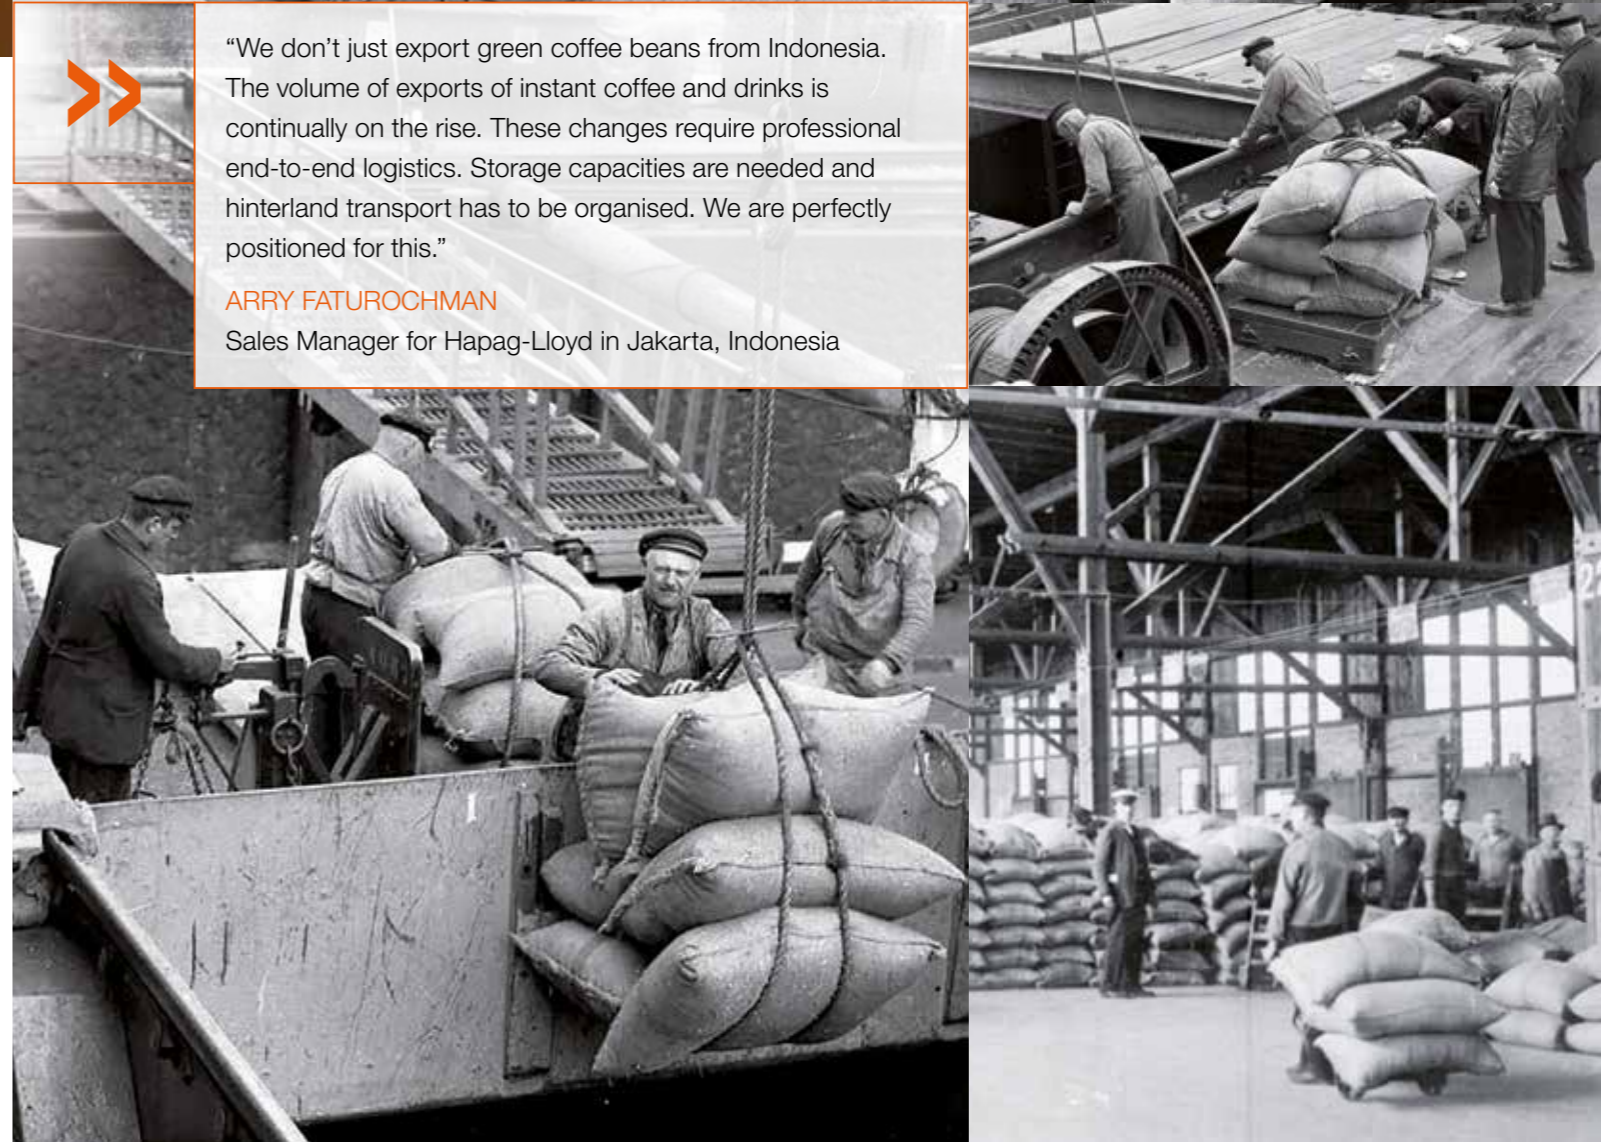 “We don’t just export green coffee beans from Indonesia.
The volume of exports of instant coffee and drinks is
continually on the rise. These changes require professional
end-to-end logistics. Storage capacities are needed and
hinterland transport has to be organised. We are perfectly
positioned for this.”
ARRY FATUROCHMAN
Sales Manager for Hapag-Lloyd in Jakarta, Indonesia